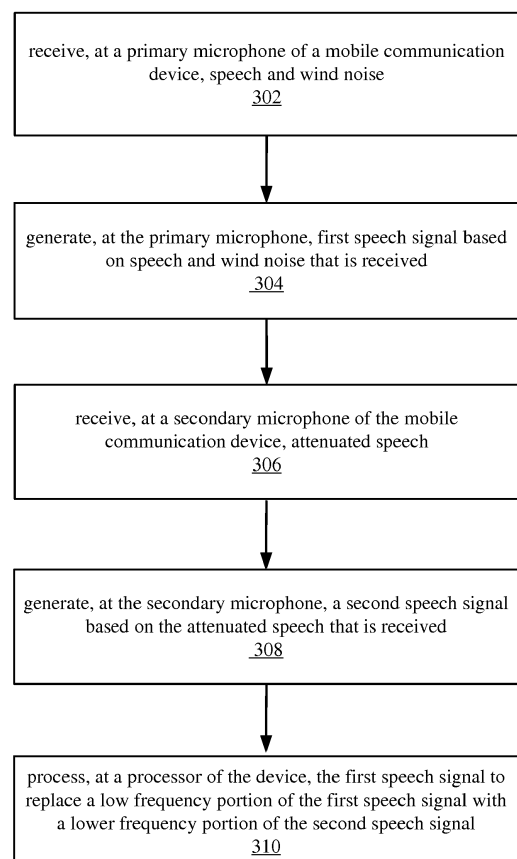 receive, at a primary microphone of a mobile communication
device, speech and wind noise
302
generate, at the primary microphone, first speech signal based
on speech and wind noise that is received
304
receive, at a secondary microphone of the mobile
communication device, attenuated speech
306
generate, at the secondary microphone, a second speech signal
based on the attenuated speech that is received
308
process, at a processor of the device, the first speech signal to
replace a low frequency portion of the first speech signal with
a lower frequency portion of the second speech signal
310